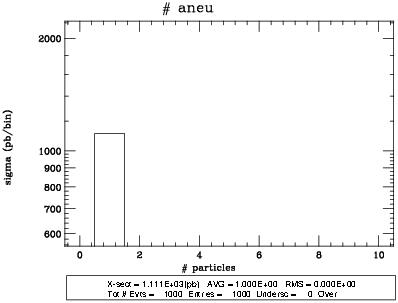 # aneu
2000
1000
900
800
700
600
sigma (pb/bin)
0 2 4 6 8 10
# particles
X-sect = 1.111E+03(pb) AVG = 1.000E+00 RMS = 0.000E+00
Tot # Evts = 1000 Entries = 1000 Undersc = 0 Over